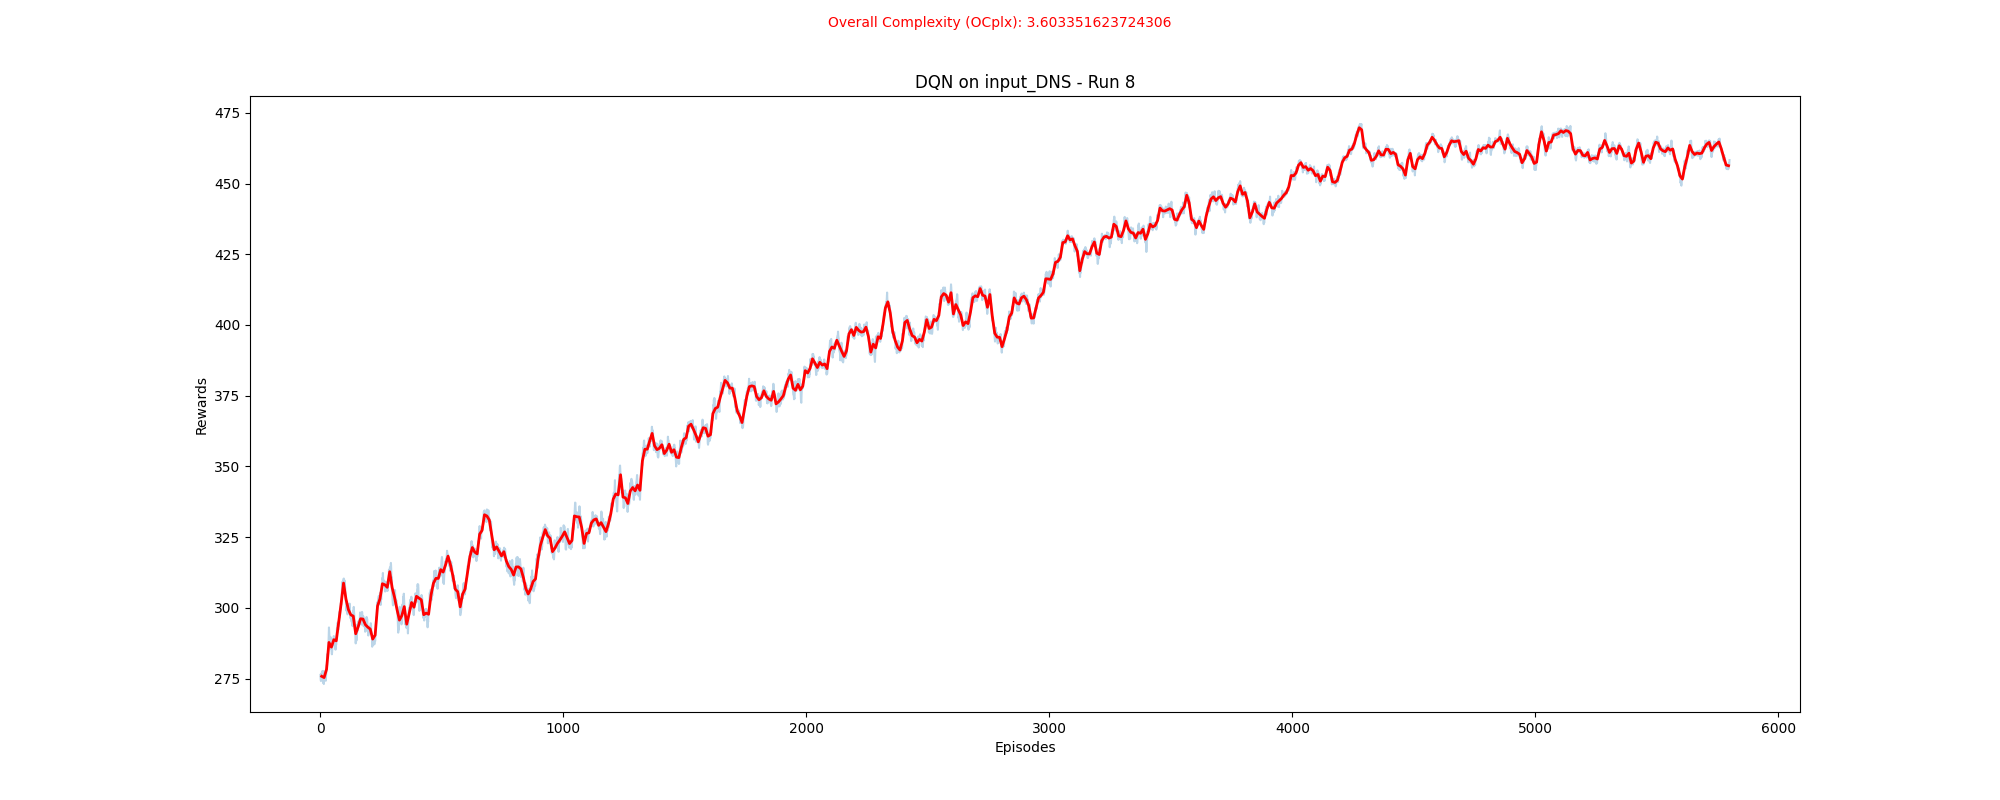 Overall Complexity (OCplx): 3.603351623724306
DQN on input_DNS - Run 8
475
450
425
400
375
350
325
300
275
Rewards
0 1000 2000 3000 4000 5000 6000
Episodes